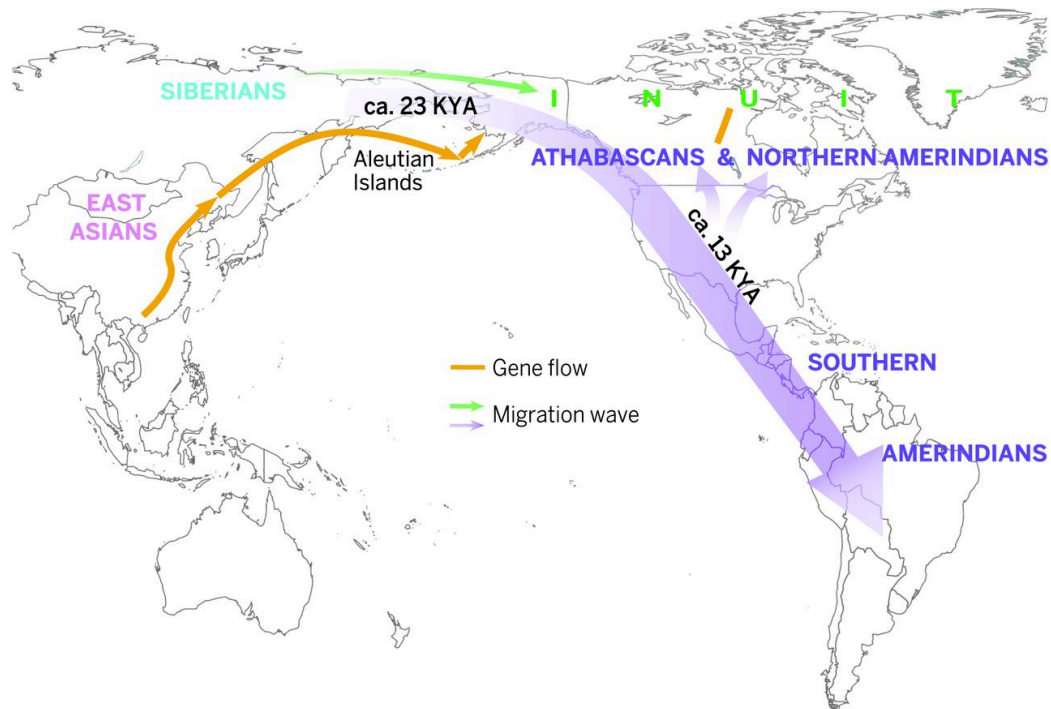 SIBERIANS
I N U I T
ca. 23 KYA
ATHABASCANS & NORTHERN AMERINDIANS
Aleutian
Islands
EAST
ASIANS
ca. 13 KYA
SOUTHERN
Gene flow
Migration wave
AMERINDIANS